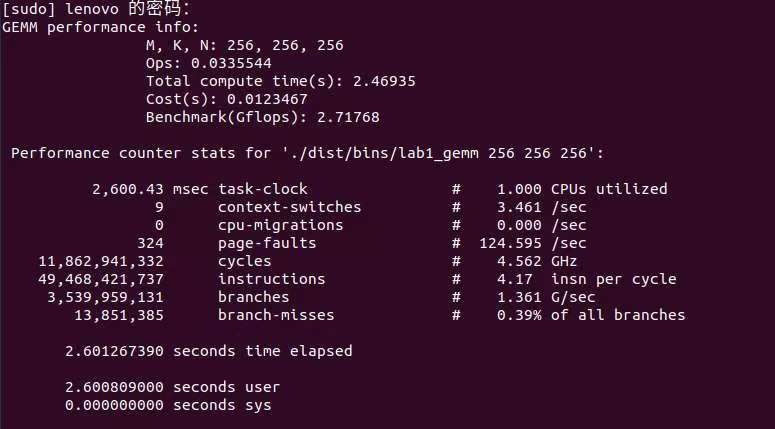 [sudo] lenovo 的密码：
GEMM performance info:
M, K, N: 256, 256, 256
Ops: 0.0335544
Total compute time(s): 2.46935
Cost(s): 0.0123467
Benchmark(Gflops): 2.71768
Performance counter stats for './dist/bins/lab1_gemm 256 256 256':
2,600.43 msec task-clock # 1.000 CPUs utilized
9 context-switches # 3.461 /sec
0 cpu-migrations # 0.000 /sec
324 page-faults # 124.595 /sec
11,862,941,332 cycles # 4.562 GHz
49,468,421,737 instructions # 4.17 insn per cycle
3,539,959,131 branches # 1.361 G/sec
13,851,385 branch-misses # 0.39% of all branches
2.601267390 seconds time elapsed
2.600809000 seconds user
0.000000000 seconds sys